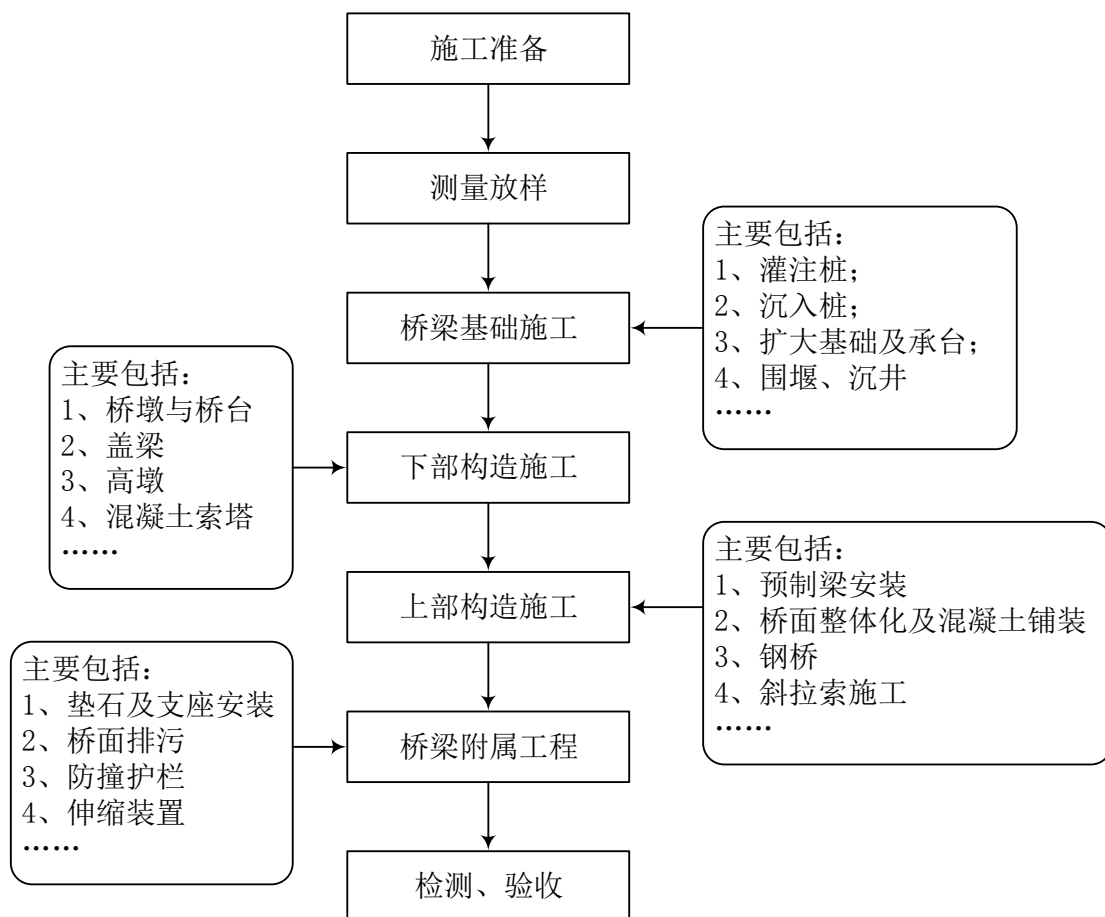 施工准备
测量放样
主要包括：
1、灌注桩；
2、沉入桩；
3、扩大基础及承台；
4、围堰、沉井
……
桥梁基础施工
主要包括：
1、桥墩与桥台
2、盖梁
3、高墩
4、混凝土索塔
……
下部构造施工
主要包括：
1、预制梁安装
2、桥面整体化及混凝土铺装
3、钢桥
4、斜拉索施工
……
上部构造施工
主要包括：
1、垫石及支座安装
2、桥面排污
3、防撞护栏
4、伸缩装置
……
桥梁附属工程
检测、验收